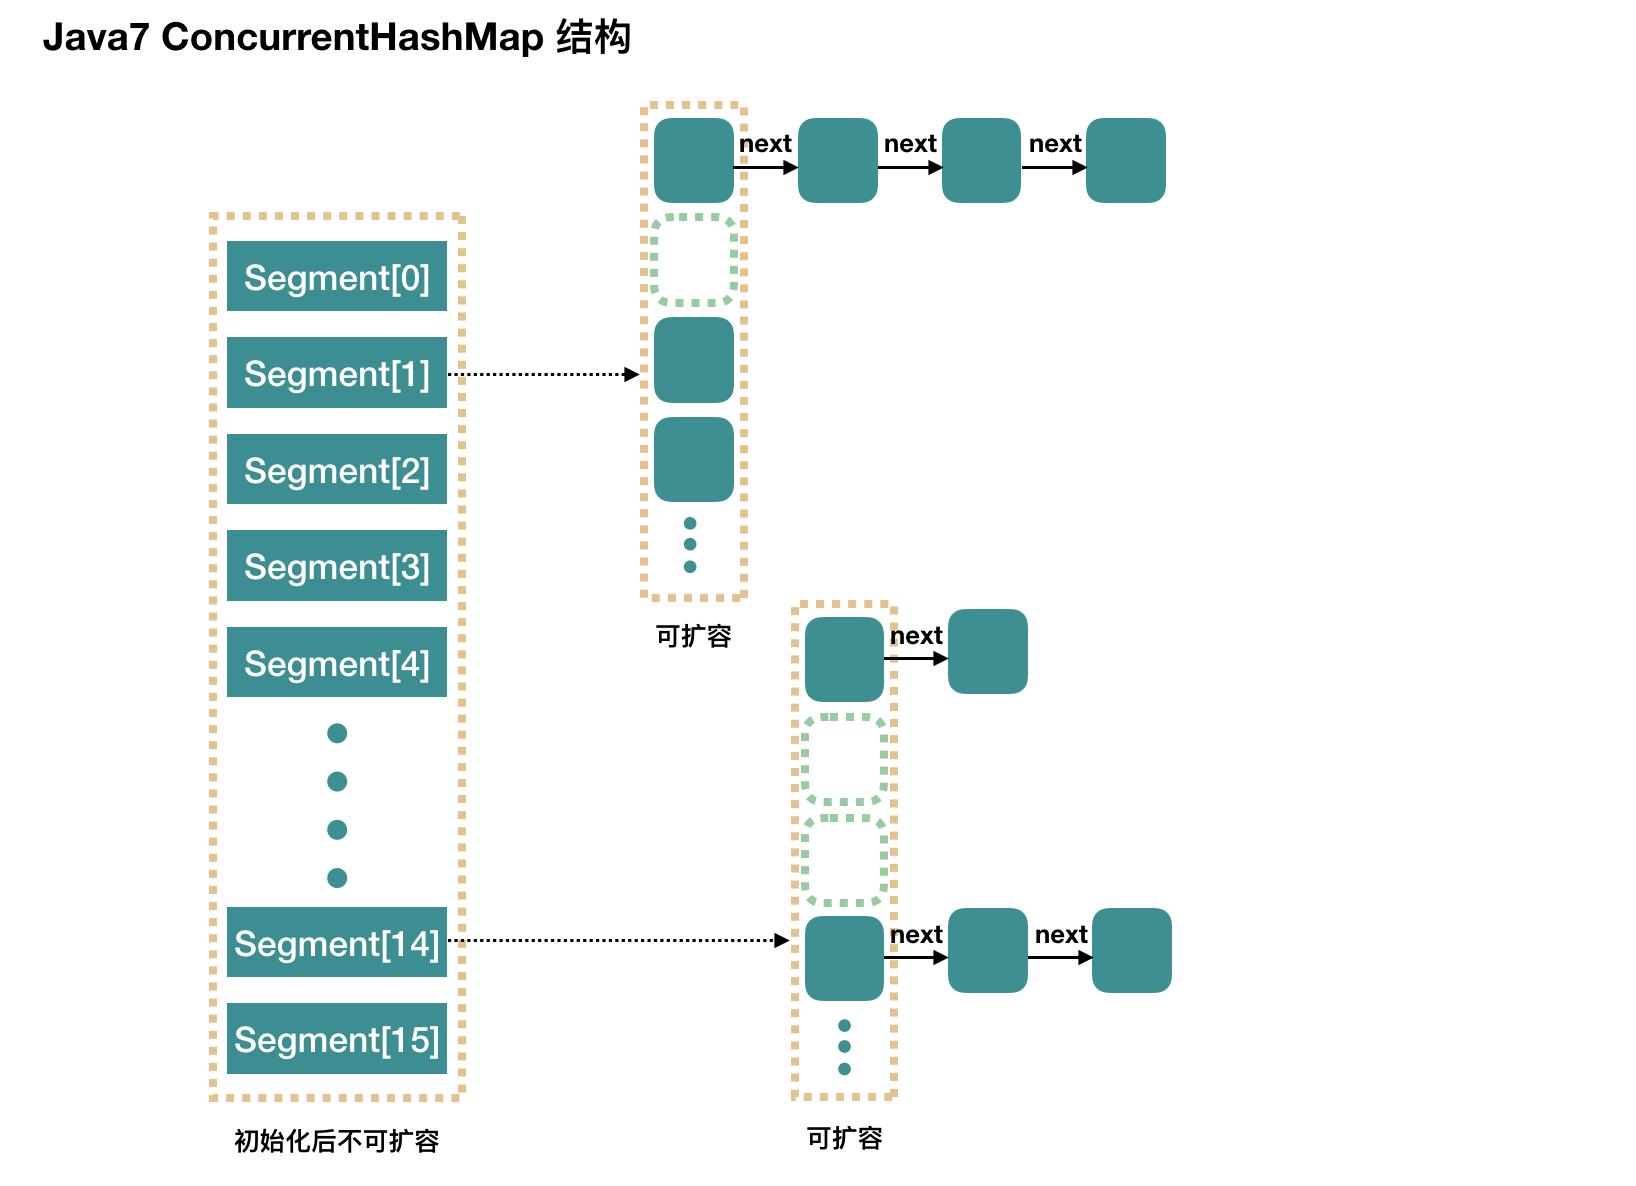 Java7 ConcurrentHashMap 结构
next next next
Segment[0]
Segment[1]
Segment[2]
Segment[3]
Segment[4]
Segment[14]
Segment[15]
初始化后不可扩容
可扩容
next
next next
可扩容